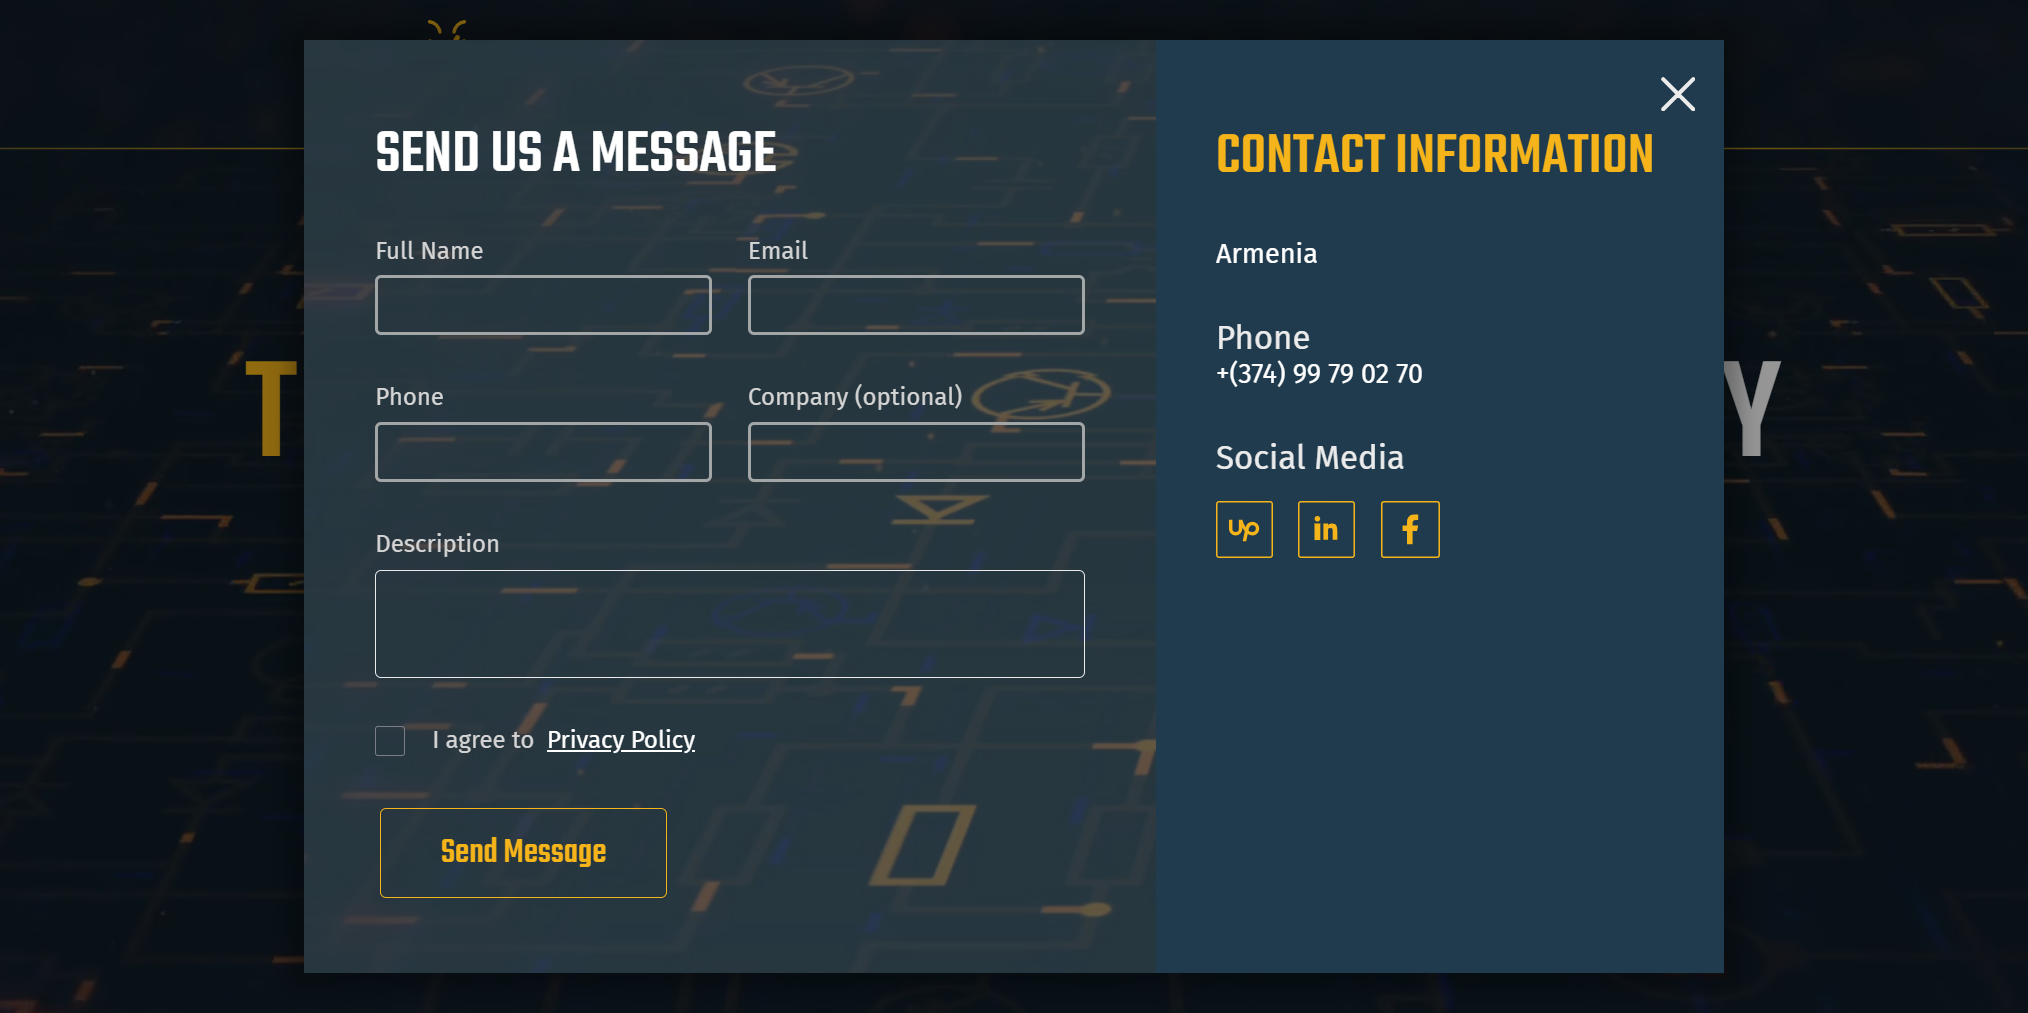 SEND US A MESSAGE
Full Name
Email
Phone
Company (optional)
Description
I agree to Privacy Policy
Send Message
CONTACT INFORMATION
Armenia
Phone
+(374) 99 79 02 70
Social Media
up
in
f
T
Y